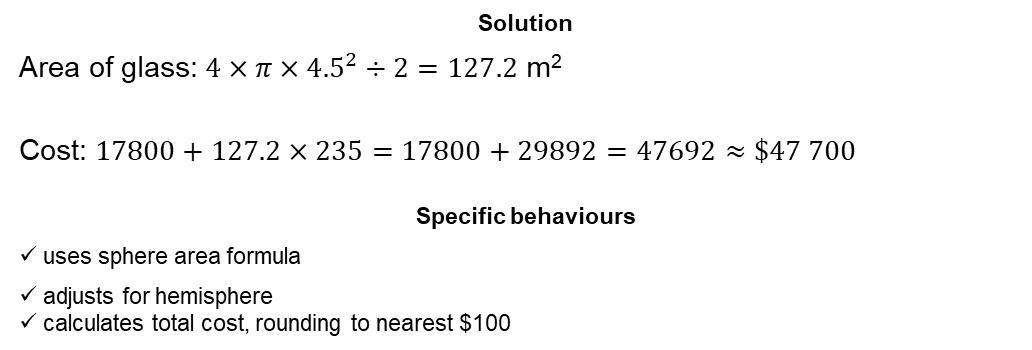 Solution
Area of glass: 4 × π × 4.5² ÷ 2 = 127.2 m²
Cost: 17800 + 127.2 × 235 = 17800 + 29892 = 47692 ≈ $47 700
Specific behaviours
✓ uses sphere area formula
✓ adjusts for hemisphere
✓ calculates total cost, rounding to nearest $100